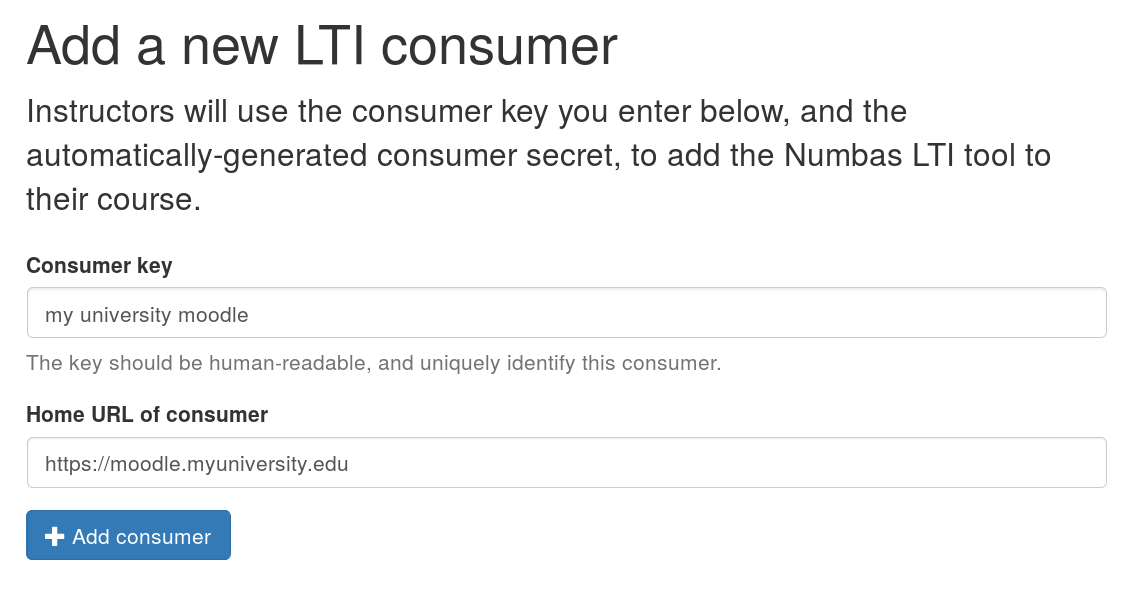 Add a new LTI consumer
Instructors will use the consumer key you enter below, and the
automatically-generated consumer secret, to add the Numbas LTI tool to
their course.
Consumer key
my university moodle
The key should be human-readable, and uniquely identify this consumer.
Home URL of consumer
https://moodle.myuniversity.edu
Add consumer